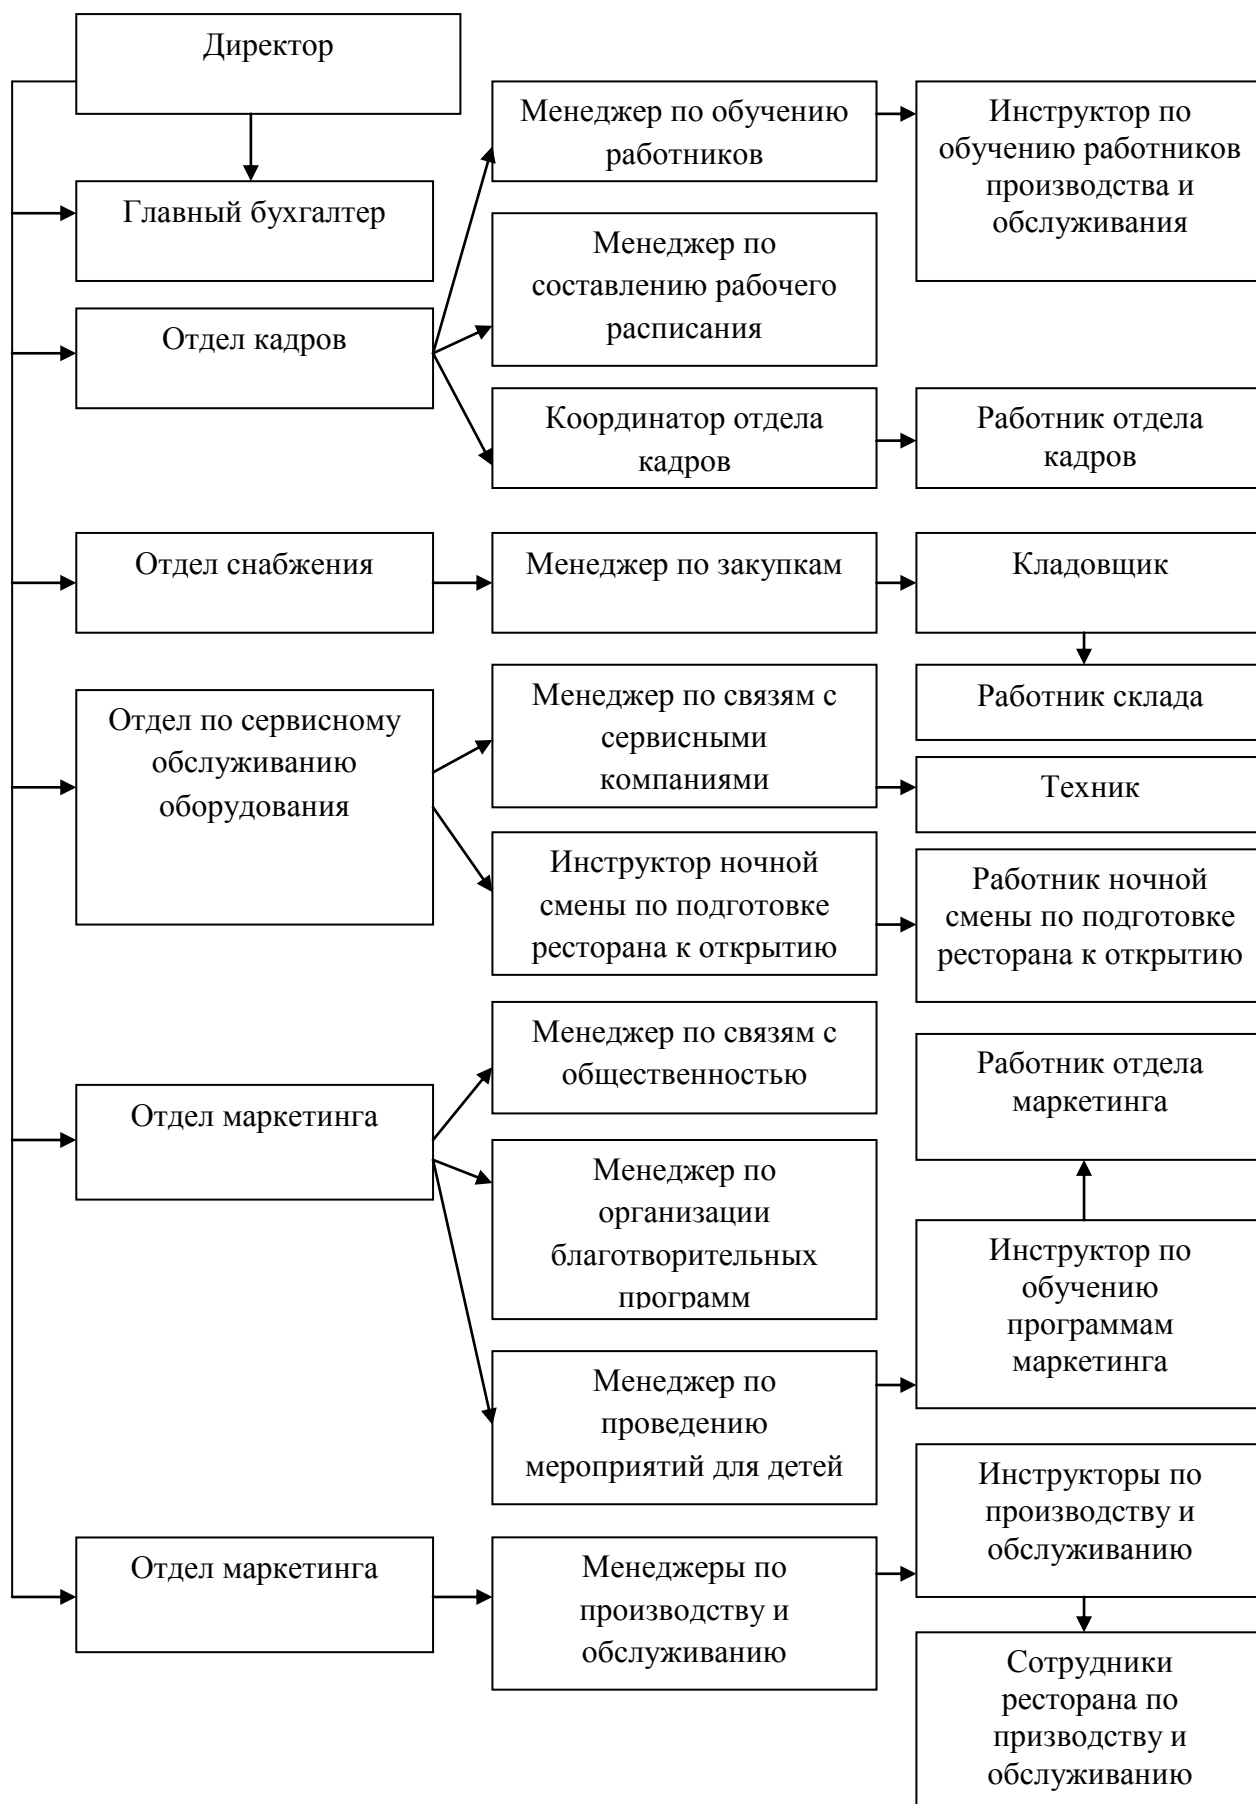 Директор
Главный бухгалтер
Отдел кадров
Менеджер по обучению
работников
Инструктор по
обучению работников
производства и
обслуживания
Менеджер по
составлению рабочего
расписания
Координатор отдела
кадров
Работник отдела
кадров
Отдел снабжения
Менеджер по закупкам
Кладовщик
Работник склада
Отдел по сервисному
обслуживанию
оборудования
Менеджер по связям с
сервисными
компаниями
Техник
Инструктор ночной
смены по подготовке
ресторана к открытию
Работник ночной
смены по подготовке
ресторана к открытию
Отдел маркетинга
Менеджер по связям с
общественностью
Менеджер по
организации
благотворительных
программ
Менеджер по
проведению
мероприятий для детей
Работник отдела
маркетинга
Инструктор по
обучению
программам
маркетинга
Отдел маркетинга
Менеджеры по
производству и
обслуживанию
Инструкторы по
производству и
обслуживанию
Сотрудники
ресторана по
призводству и
обслуживанию